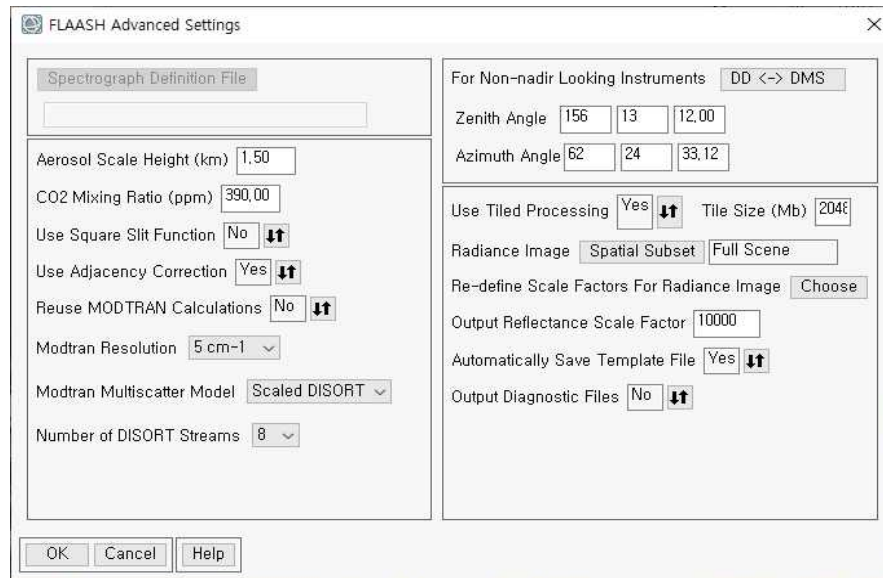 FLAASH Advanced Settings
Spectrograph Definition File
Aerosol Scale Height (km) 1,50
CO2 Mixing Ratio (ppm) 390,00
Use Square Slit Function No
Use Adjacency Correction Yes
Reuse MODTRAN Calculations No
Modtran Resolution 5 cm-1
Modtran Multiscatter Model Scaled DISORT
Number of DISORT Streams 8
For Non-nadir Looking Instruments DD <-> DMS
Zenith Angle 156 13 12,00
Azimuth Angle 62 24 33,12
Use Tiled Processing Yes Tile Size (Mb) 2048
Radiance Image Spatial Subset Full Scene
Re-define Scale Factors For Radiance Image Choose
Output Reflectance Scale Factor 10000
Automatically Save Template File Yes
Output Diagnostic Files No
OK Cancel Help